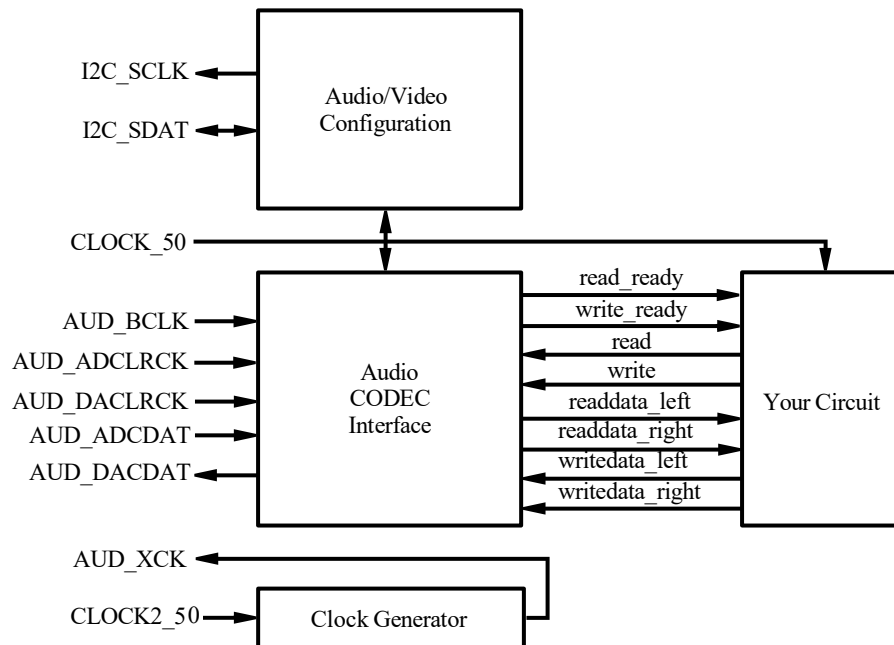 I2C_SCLK
I2C_SDAT
Audio/Video
Configuration
CLOCK_50
AUD_BCLK
AUD_ADCLRCK
AUD_DACLRCK
AUD_ADCDAT
AUD_DACDAT
Audio
CODEC
Interface
read_ready
write_ready
read
write
readdata_left
readdata_right
writedata_left
writedata_right
Your Circuit
AUD_XCK
CLOCK2_50
Clock Generator